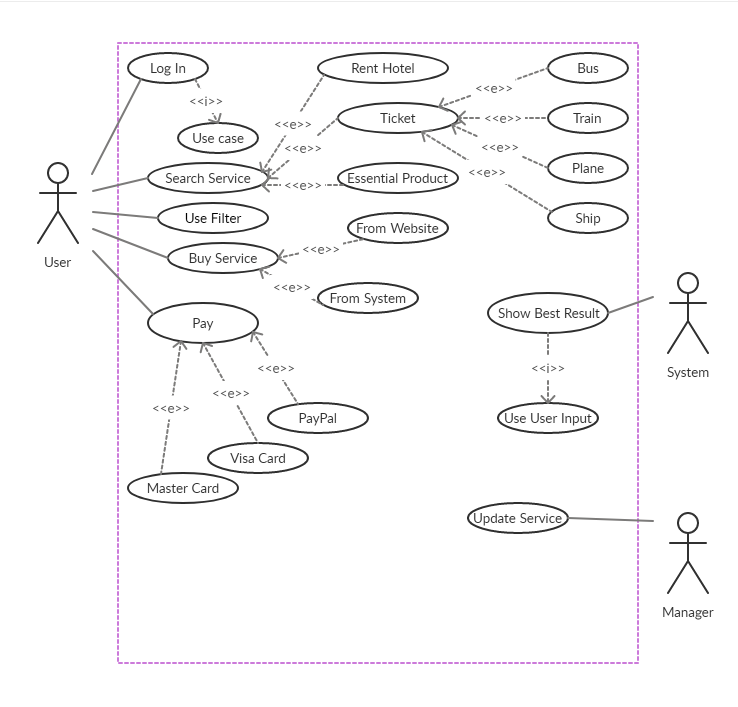 Log In
Rent Hotel
Bus
<<e>>
<<i>>
Ticket
<<e>>
Train
<<e>>
Use case
<<e>>
<<e>>
Plane
<<e>>
Search Service
<<e>>
Essential Product
Use Filter
Ship
From Website
Buy Service
<<e>>
User
<<e>>
From System
Show Best Result
Pay
<<e>>
<<i>>
System
<<e>>
<<e>>
PayPal
Use User Input
Visa Card
Master Card
Update Service
Manager